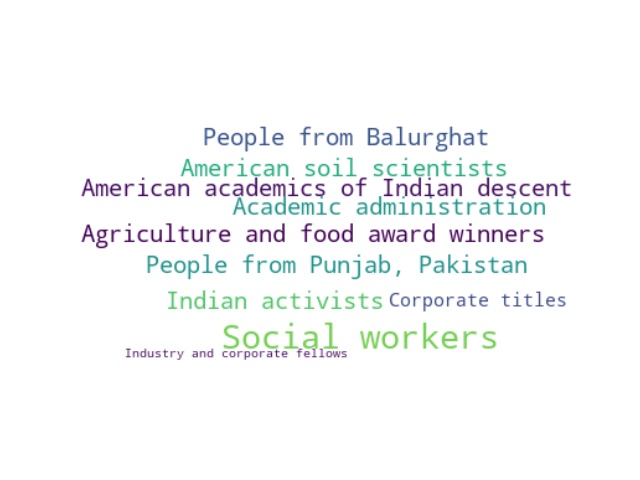 People from Balurghat
American soil scientists
American academics of Indian descent
Academic administration
Agriculture and food award winners
People from Punjab, Pakistan
Indian activists Corporate titles
Social workers
Industry and corporate fellows